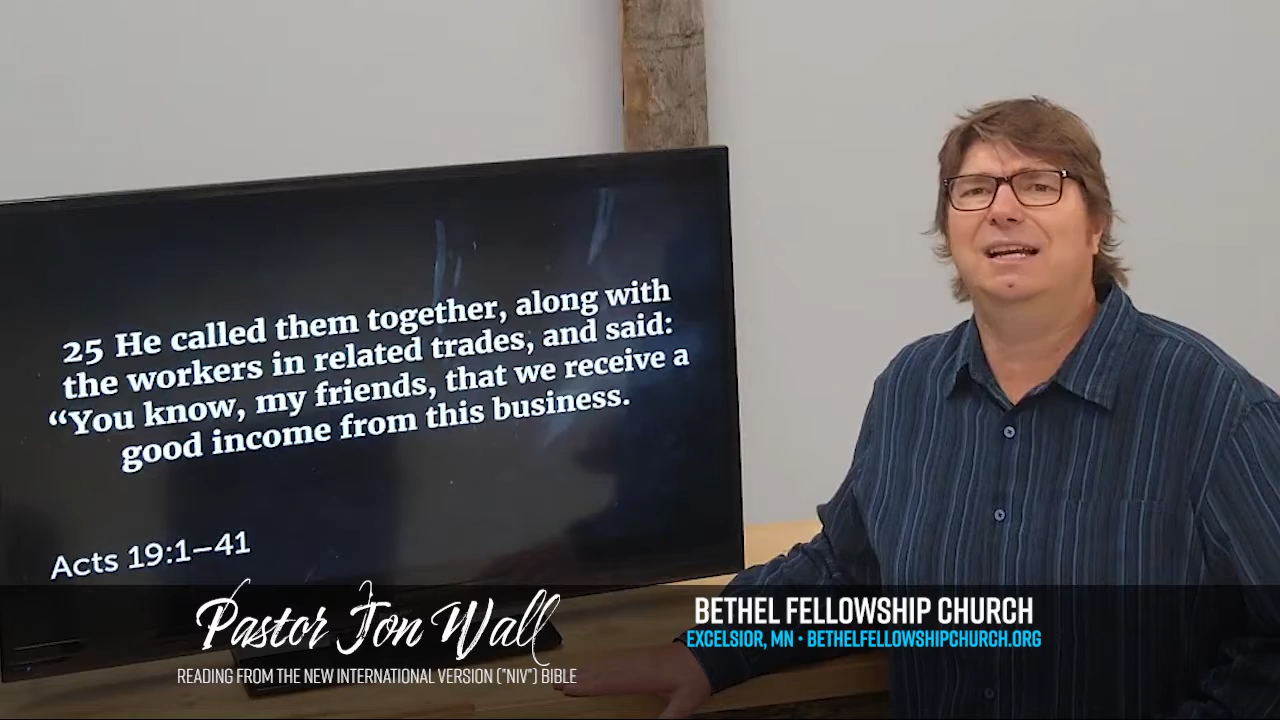 25 He called them together, along with
the workers in related trades, and said:
“You know, my friends, that we receive a
good income from this business.
Acts 19:1–41
Pastor Jon Wall
READING FROM THE NEW INTERNATIONAL VERSION ("NIV") BIBLE
BETHEL FELLOWSHIP CHURCH
EXCELSIOR, MN • BETHELFELLOWSHIPCHURCH.ORG